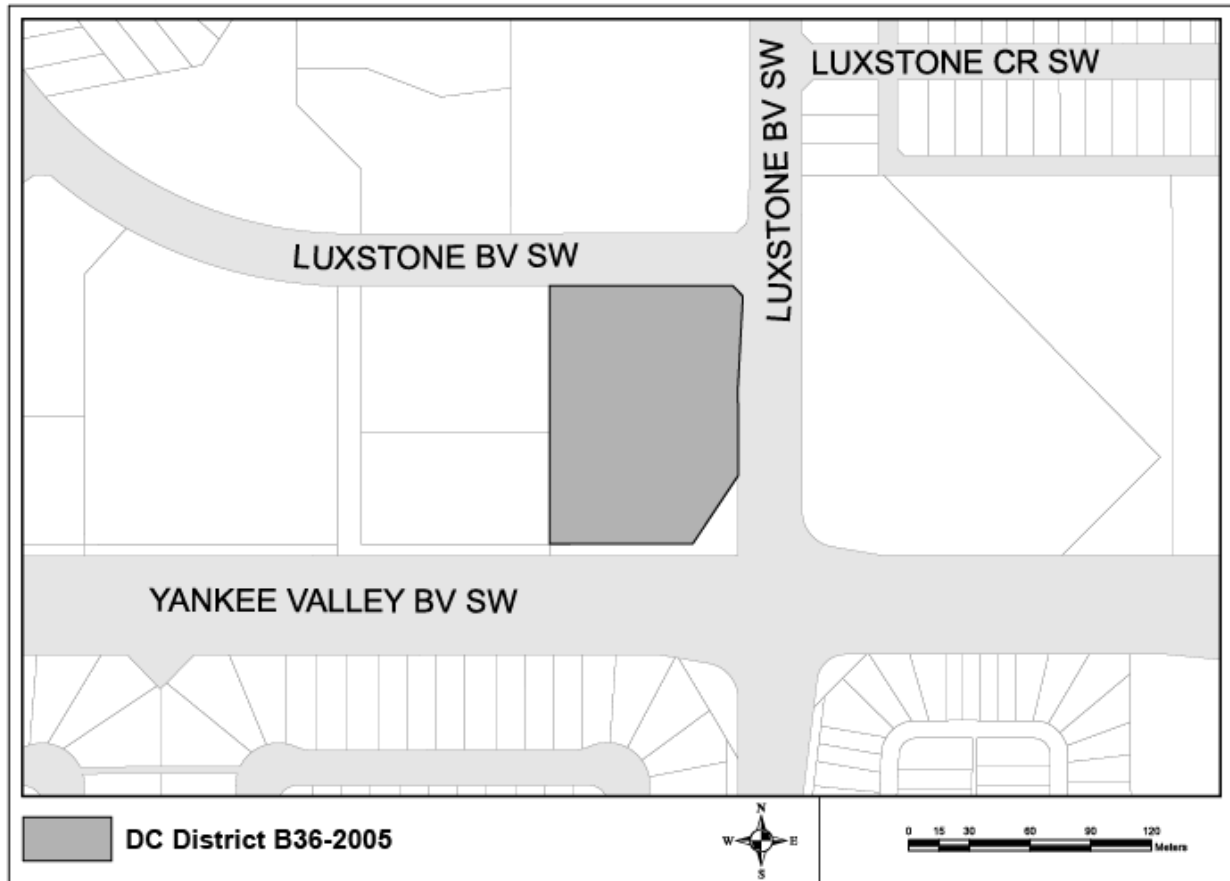 LUXSTONE CR SW
LUXSTONE BV SW
LUXSTONE BV SW
YANKEE VALLEY BV SW
DC District B36-2005
N
W E
S
0 15 30 60 90 120
Meters